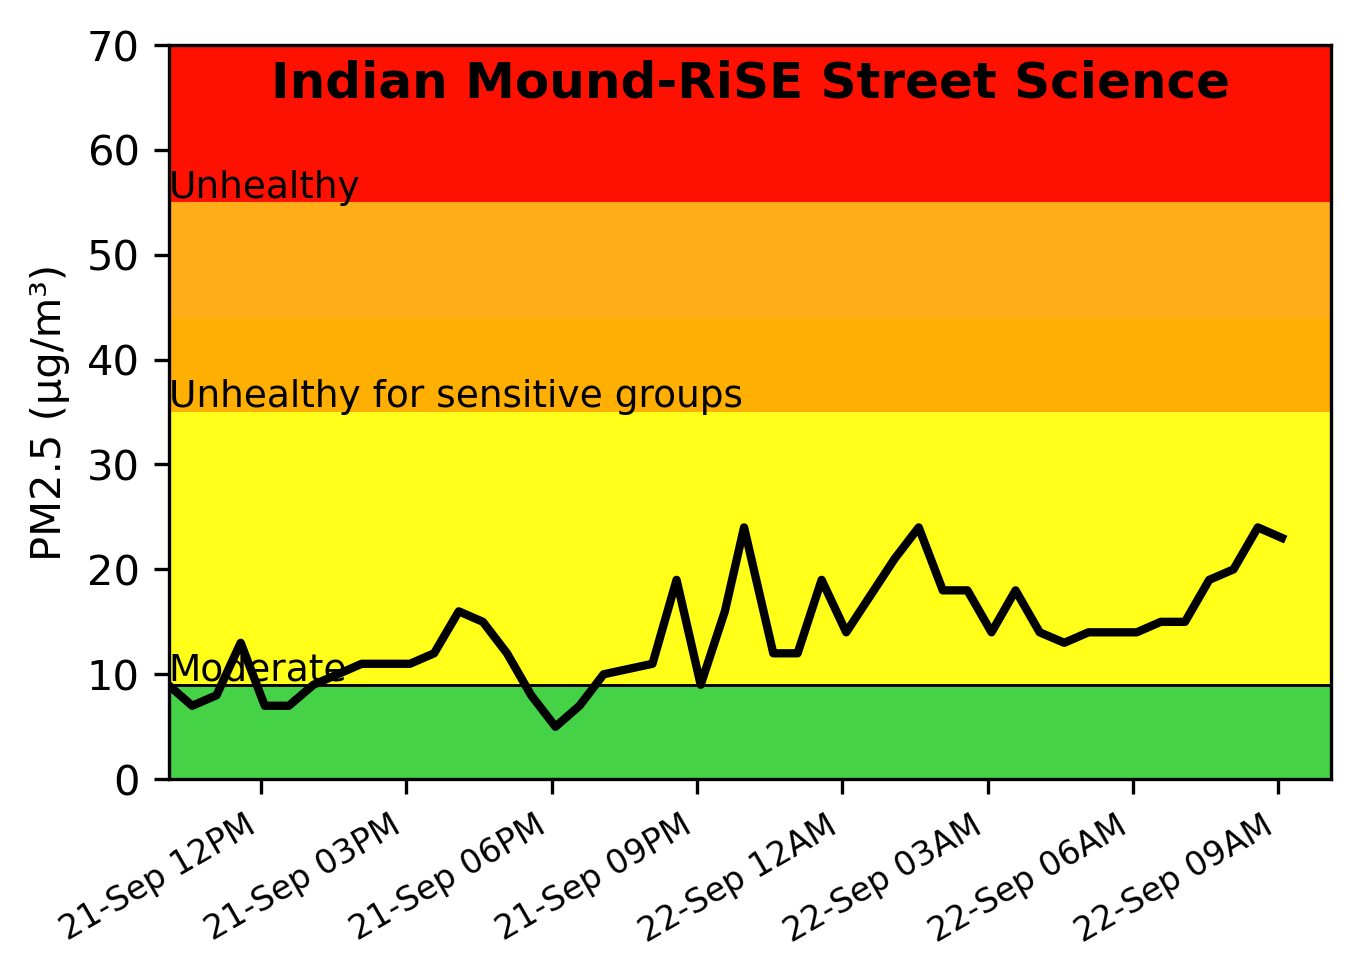 Indian Mound-RiSE Street Science
PM2.5 (µg/m³)
70
60
50
40
30
20
10
0
Unhealthy
Unhealthy for sensitive groups
Moderate
21-Sep 12PM
21-Sep 03PM
21-Sep 06PM
21-Sep 09PM
22-Sep 12AM
22-Sep 03AM
22-Sep 06AM
22-Sep 09AM